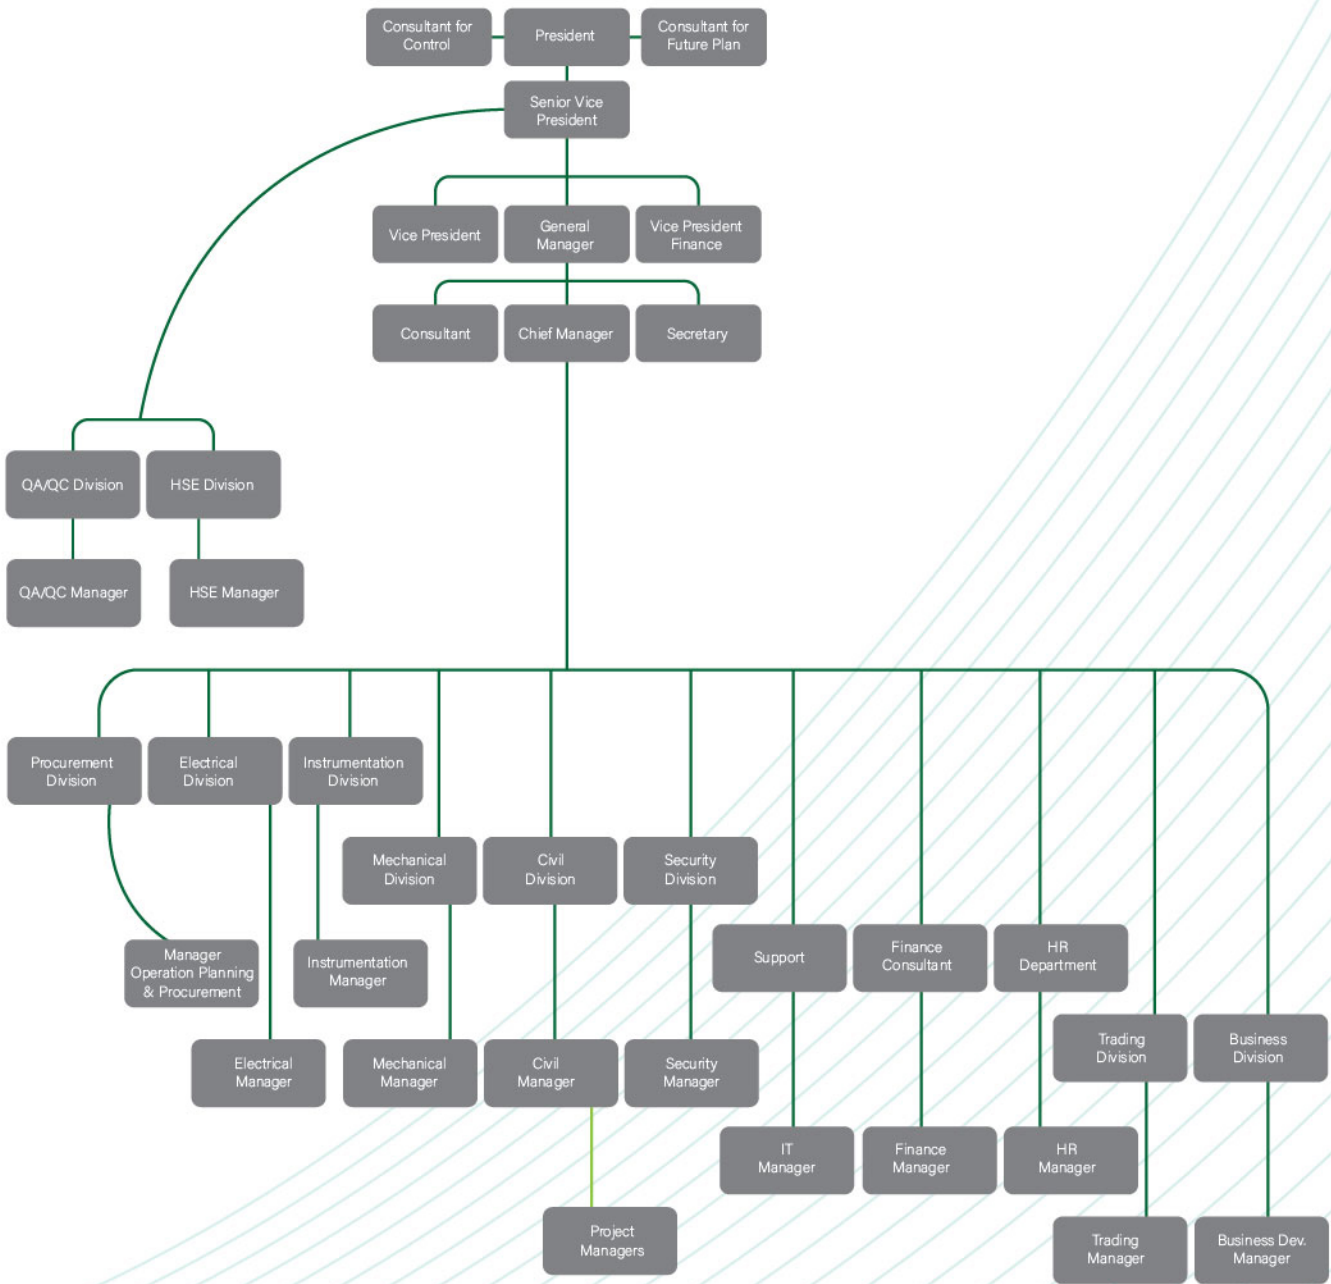 Consultant for
Control
President
Consultant for
Future Plan
Senior Vice
President
Vice President
General
Manager
Vice President
Finance
Consultant
Chief Manager
Secretary
QA/QC Division
HSE Division
QA/QC Manager
HSE Manager
Procurement
Division
Electrical
Division
Instrumentation
Division
Mechanical
Division
Civil
Division
Security
Division
Manager
Operation Planning
& Procurement
Instrumentation
Manager
Support
Finance
Consultant
HR
Department
Electrical
Manager
Mechanical
Manager
Civil
Manager
Security
Manager
Trading
Division
Business
Division
IT
Manager
Finance
Manager
HR
Manager
Project
Managers
Trading
Manager
Business Dev.
Manager